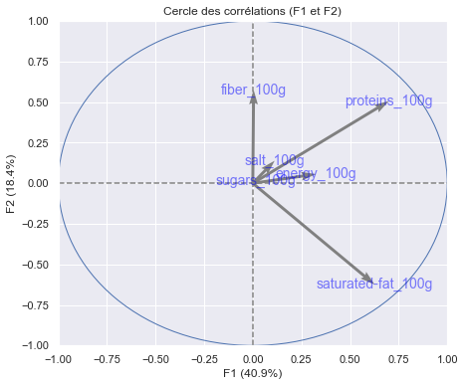 Cercle des corrélations (F1 et F2)
1.00
0.75
fiber_100g
proteins_100g
0.50
0.25
salt_100g
energy_100g
sugars_100g
0.00
−0.25
−0.50
saturated-fat_100g
−0.75
−1.00
F2 (18.4%)
−1.00 −0.75 −0.50 −0.25 0.00 0.25 0.50 0.75 1.00
F1 (40.9%)